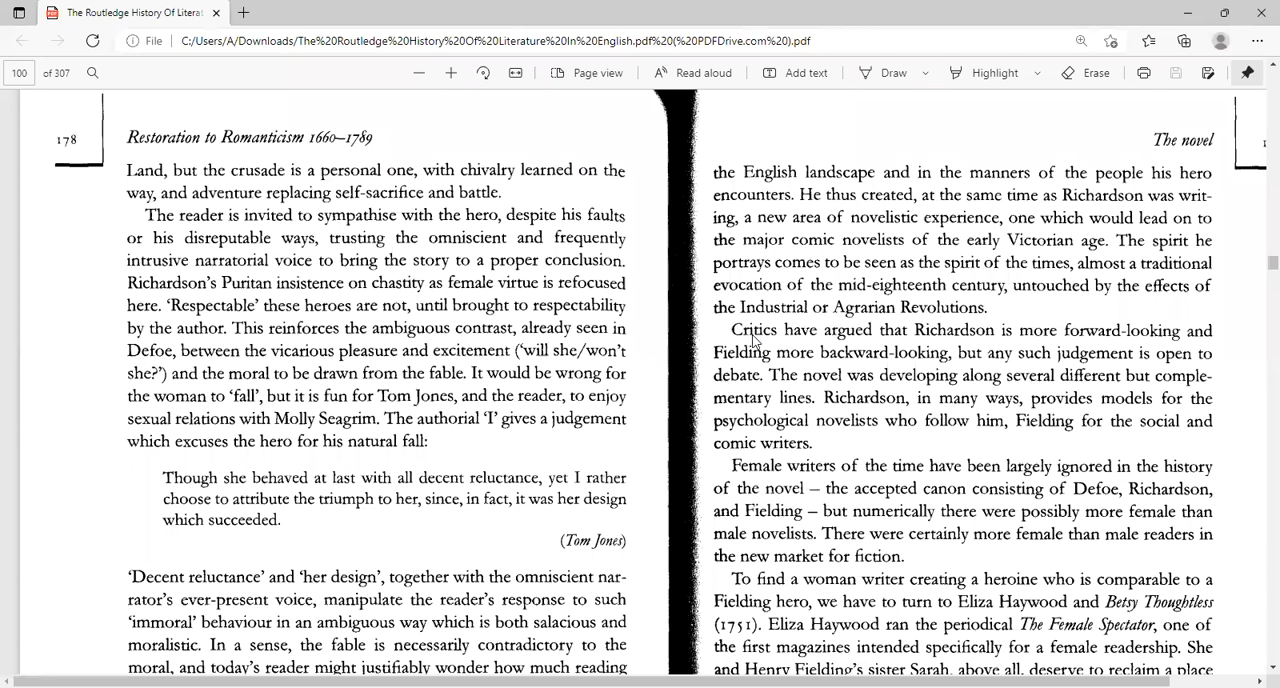 The Routledge History Of Literat
File
C:/Users/A/Downloads/The%20Routledge%20History%20Of%20Literature%20In%20English.pdf%20(%20PDFDrive.com%20).pdf
100 of 307
Page view
Read aloud
Add text
Draw
Highlight
Erase
178
Restoration to Romanticism 1660–1789
Land, but the crusade is a personal one, with chivalry learned on the
way, and adventure replacing self-sacrifice and battle.
The reader is invited to sympathise with the hero, despite his faults
or his disreputable ways, trusting the omniscient and frequently
intrusive narratorial voice to bring the story to a proper conclusion.
Richardson's Puritan insistence on chastity as female virtue is refocused
here. 'Respectable' these heroes are not, until brought to respectability
by the author. This reinforces the ambiguous contrast, already seen in
Defoe, between the vicarious pleasure and excitement ('will she/won't
she?') and the moral to be drawn from the fable. It would be wrong for
the woman to 'fall', but it is fun for Tom Jones, and the reader, to enjoy
sexual relations with Molly Seagrim. The authorial 'I' gives a judgement
which excuses the hero for his natural fall:
Though she behaved at last with all decent reluctance, yet I rather
choose to attribute the triumph to her, since, in fact, it was her design
which succeeded.
(Tom Jones)
'Decent reluctance' and 'her design', together with the omniscient nar-
rator's ever-present voice, manipulate the reader's response to such
'immoral' behaviour in an ambiguous way which is both salacious and
moralistic. In a sense, the fable is necessarily contradictory to the
moral, and today's reader might justifiably wonder how much reading
The novel
the English landscape and in the manners of the people his hero
encounters. He thus created, at the same time as Richardson was writ-
ing, a new area of novelistic experience, one which would lead on to
the major comic novelists of the early Victorian age. The spirit he
portrays comes to be seen as the spirit of the times, almost a traditional
evocation of the mid-eighteenth century, untouched by the effects of
the Industrial or Agrarian Revolutions.
Critics have argued that Richardson is more forward-looking and
Fielding more backward-looking, but any such judgement is open to
debate. The novel was developing along several different but comple-
mentary lines. Richardson, in many ways, provides models for the
psychological novelists who follow him, Fielding for the social and
comic writers.
Female writers of the time have been largely ignored in the history
of the novel – the accepted canon consisting of Defoe, Richardson,
and Fielding – but numerically there were possibly more female than
male novelists. There were certainly more female than male readers in
the new market for fiction.
To find a woman writer creating a heroine who is comparable to a
Fielding hero, we have to turn to Eliza Haywood and Betsy Thoughtless
(1751). Eliza Haywood ran the periodical The Female Spectator, one of
the first magazines intended specifically for a female readership. She
and Henry Fielding's sister Sarah, above all, deserve to reclaim a place